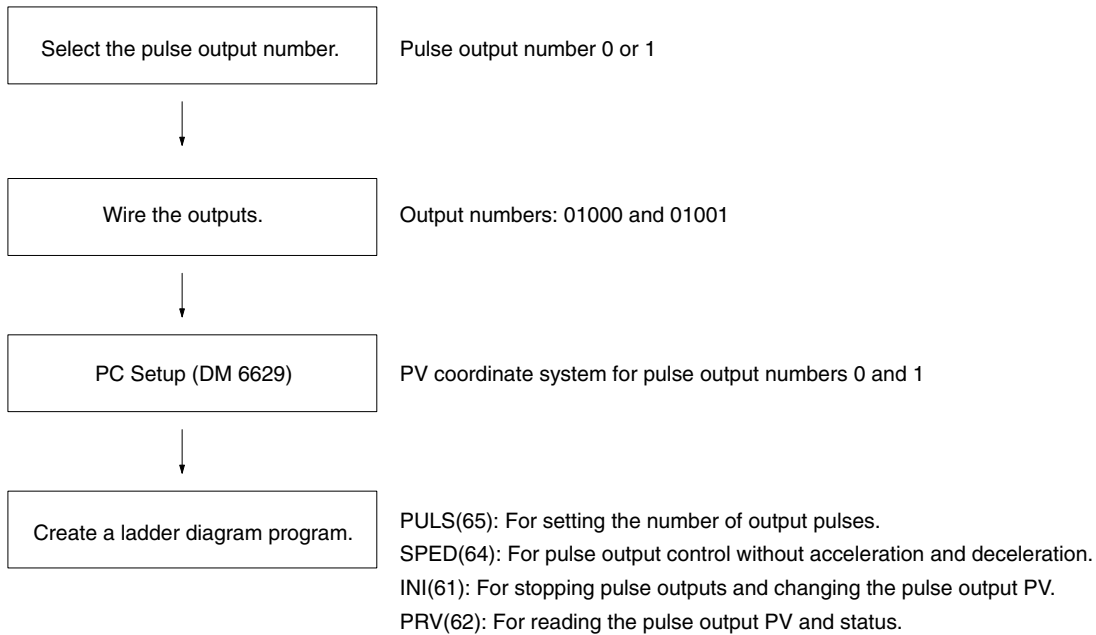 Select the pulse output number.
Pulse output number 0 or 1
Wire the outputs.
Output numbers: 01000 and 01001
PC Setup (DM 6629)
PV coordinate system for pulse output numbers 0 and 1
Create a ladder diagram program.
PULS(65): For setting the number of output pulses.
SPED(64): For pulse output control without acceleration and deceleration.
INI(61): For stopping pulse outputs and changing the pulse output PV.
PRV(62): For reading the pulse output PV and status.